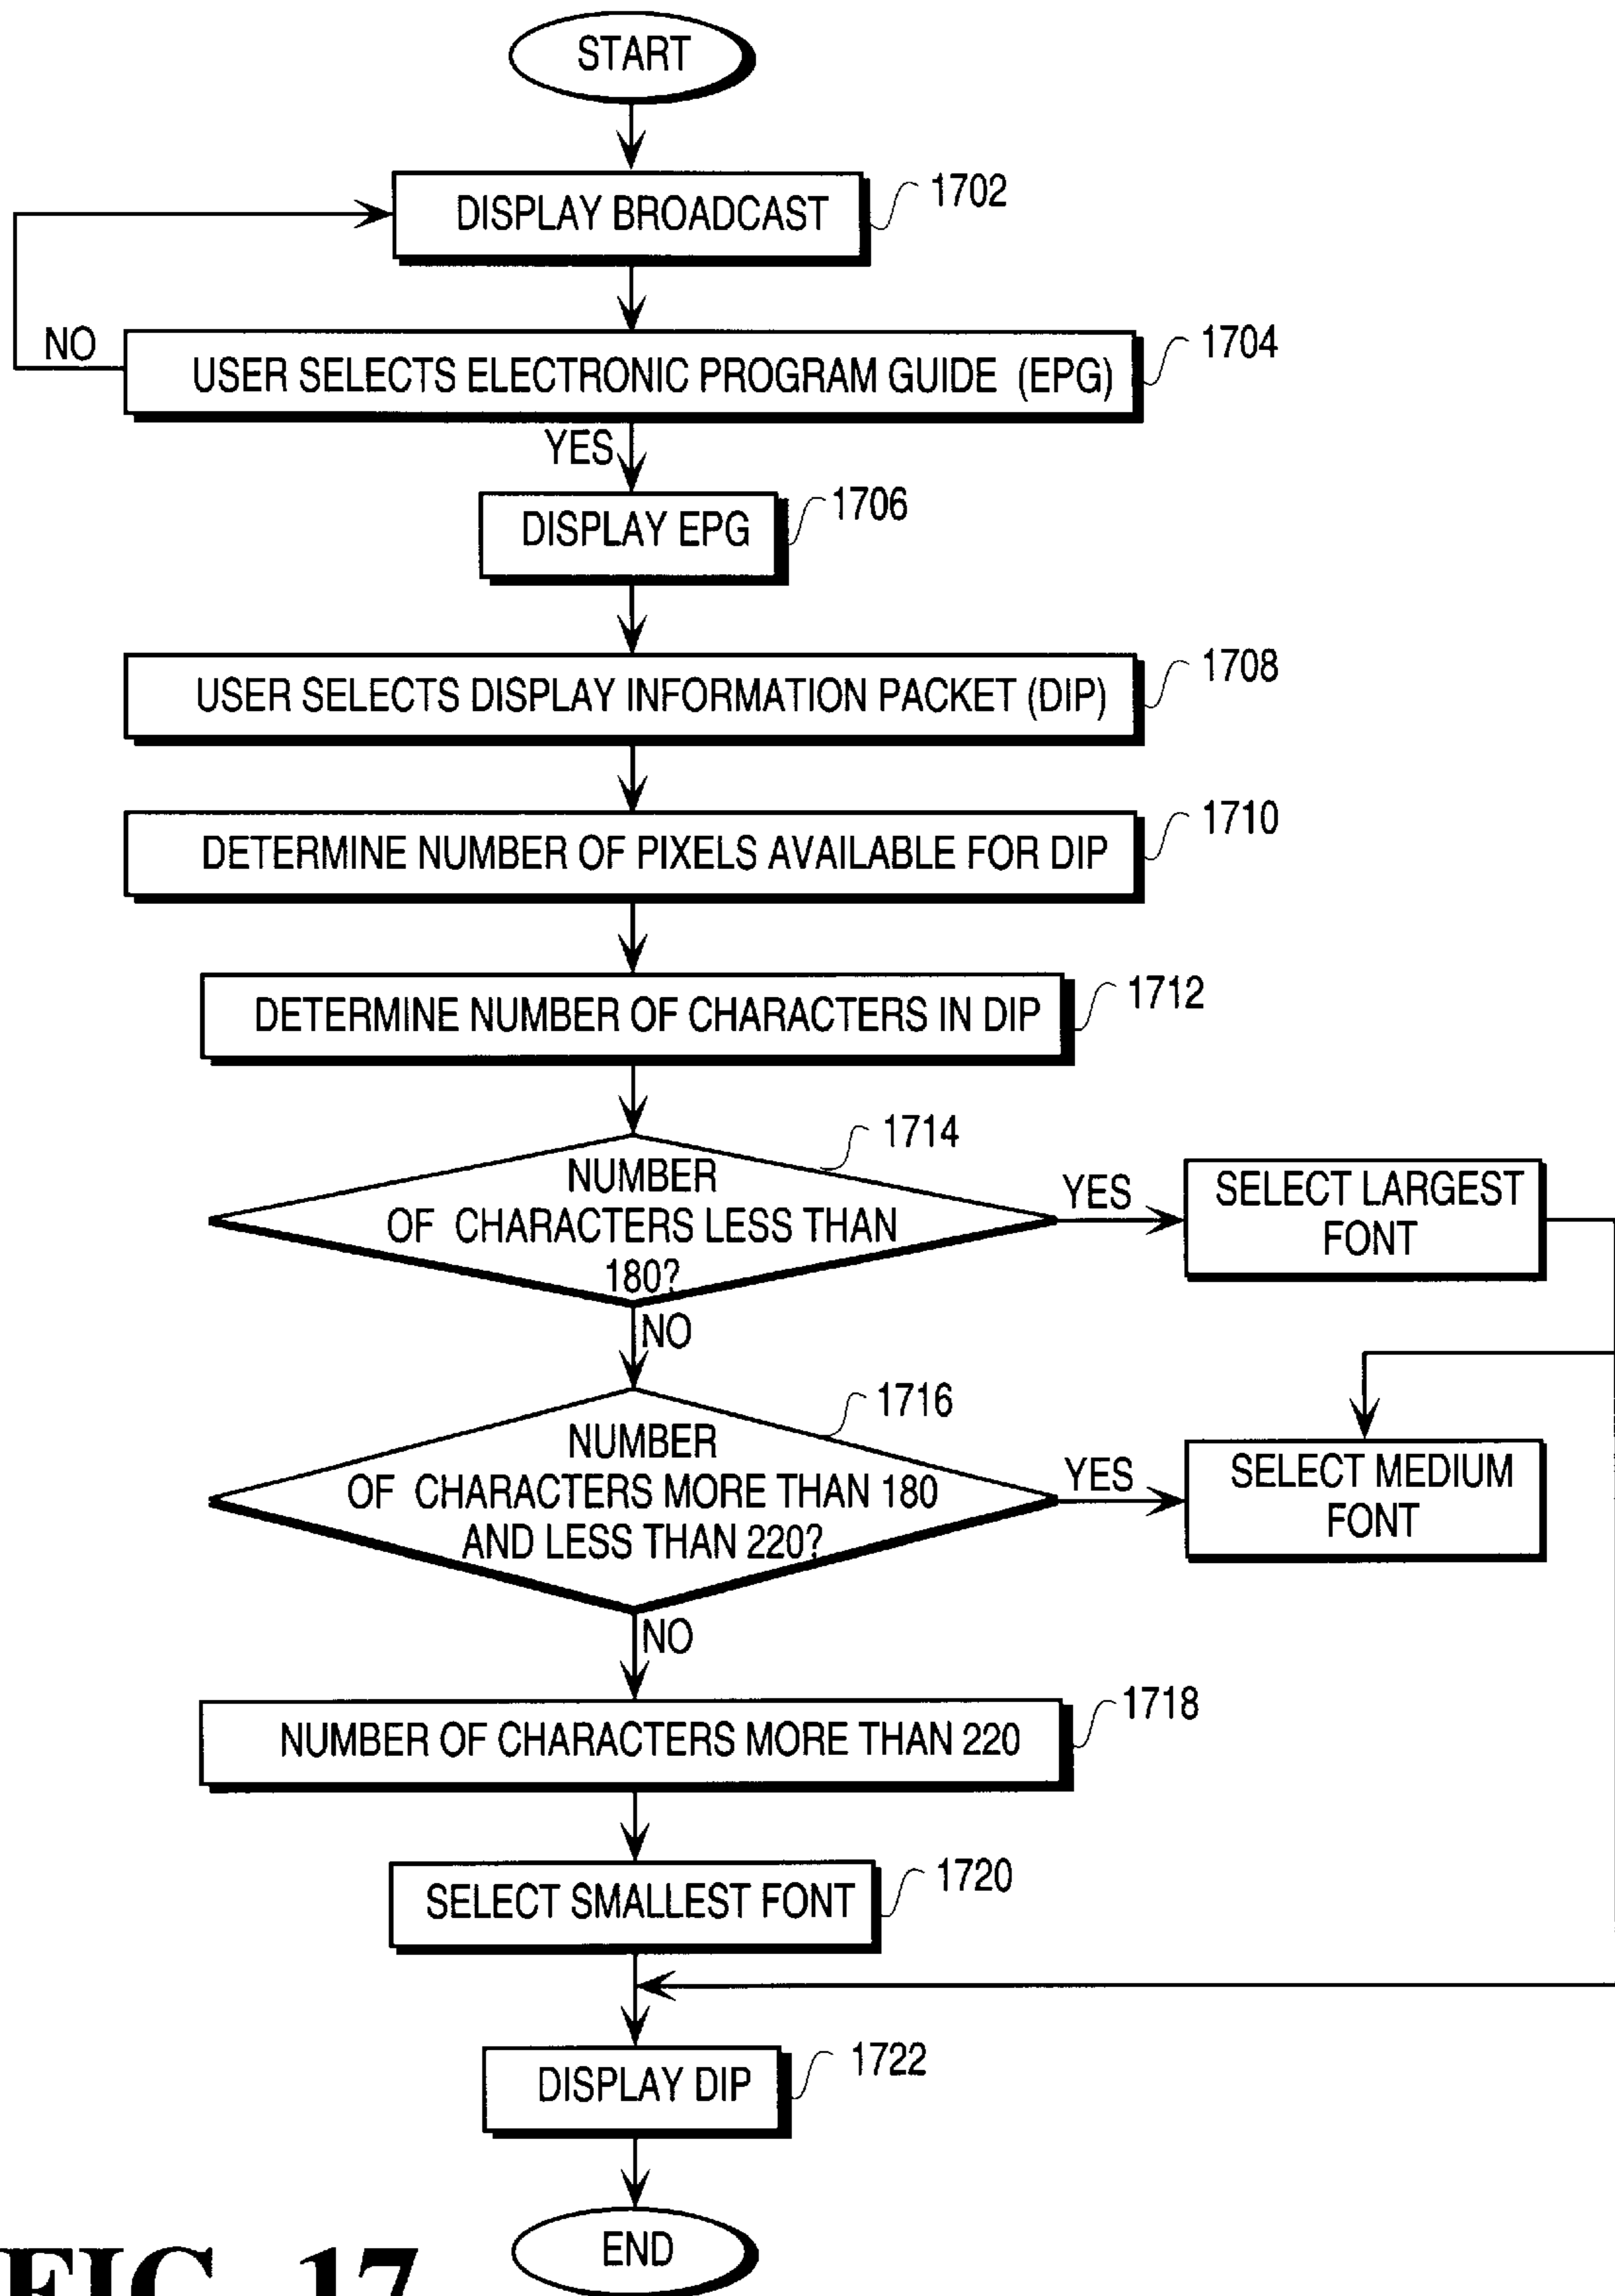 START
DISPLAY BROADCAST
1702
NO
USER SELECTS ELECTRONIC PROGRAM GUIDE (EPG)
1704
YES
DISPLAY EPG
1706
USER SELECTS DISPLAY INFORMATION PACKET (DIP)
1708
DETERMINE NUMBER OF PIXELS AVAILABLE FOR DIP
1710
DETERMINE NUMBER OF CHARACTERS IN DIP
1712
1714
NUMBER
OF CHARACTERS LESS THAN
180?
YES
SELECT LARGEST
FONT
NO
1716
NUMBER
OF CHARACTERS MORE THAN 180
AND LESS THAN 220?
YES
SELECT MEDIUM
FONT
NO
NUMBER OF CHARACTERS MORE THAN 220
1718
SELECT SMALLEST FONT
1720
DISPLAY DIP
1722
END
FIG. 17